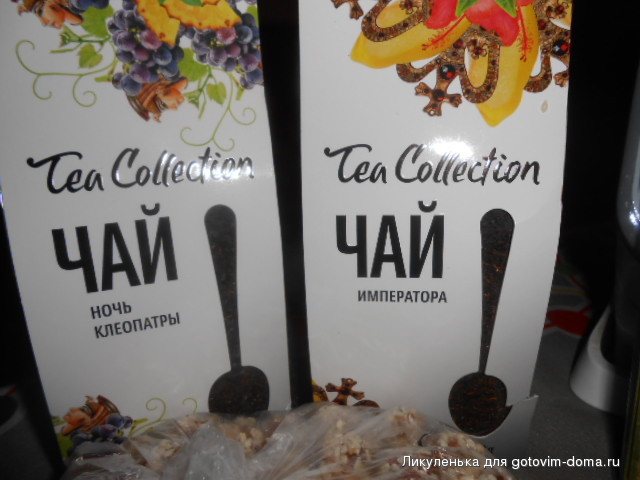 Tea Collection
ЧАЙ
НОЧЬ
КЛЕОПАТРЫ
Tea Collection
ЧАЙ
ИМПЕРАТОРА
Ликуленька для gotovim-doma.ru